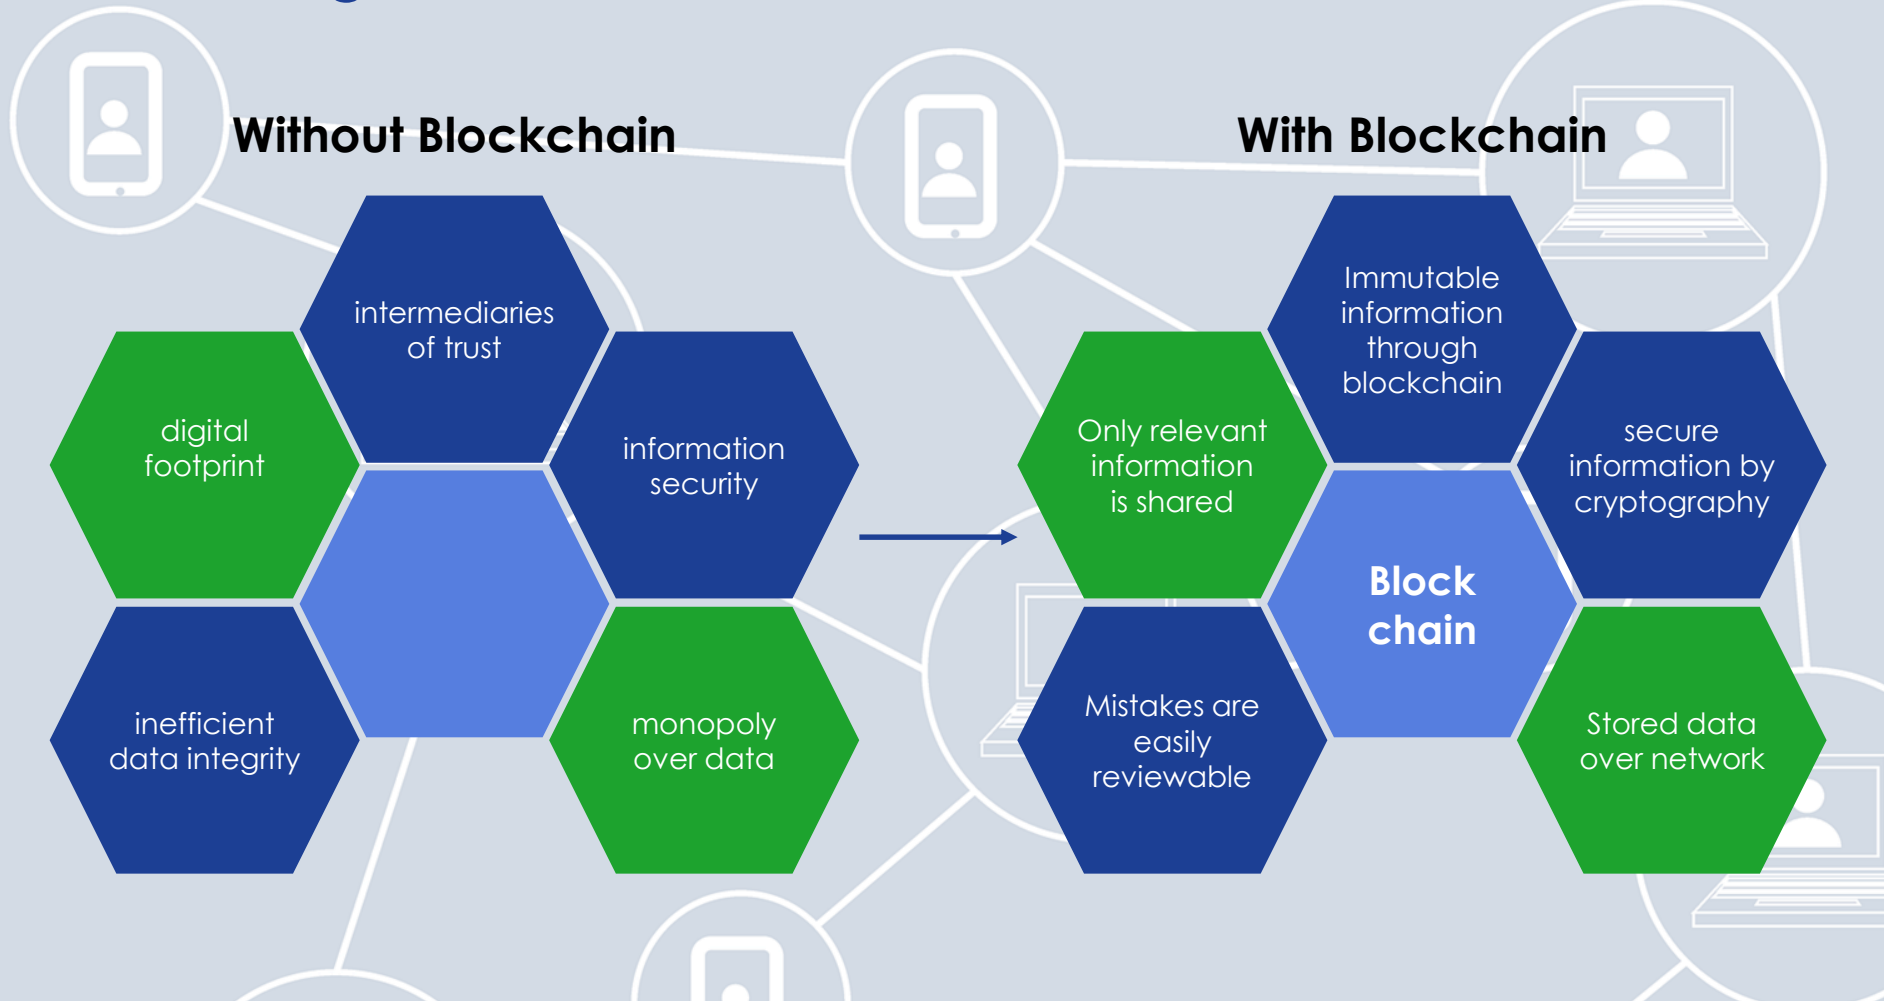 Without Blockchain
intermediaries
of trust
digital
footprint
information
security
inefficient
data integrity
monopoly
over data
With Blockchain
Immutable
information
through
blockchain
Only relevant
information
is shared
secure
information by
cryptography
Block
chain
Mistakes are
easily
reviewable
Stored data
over network